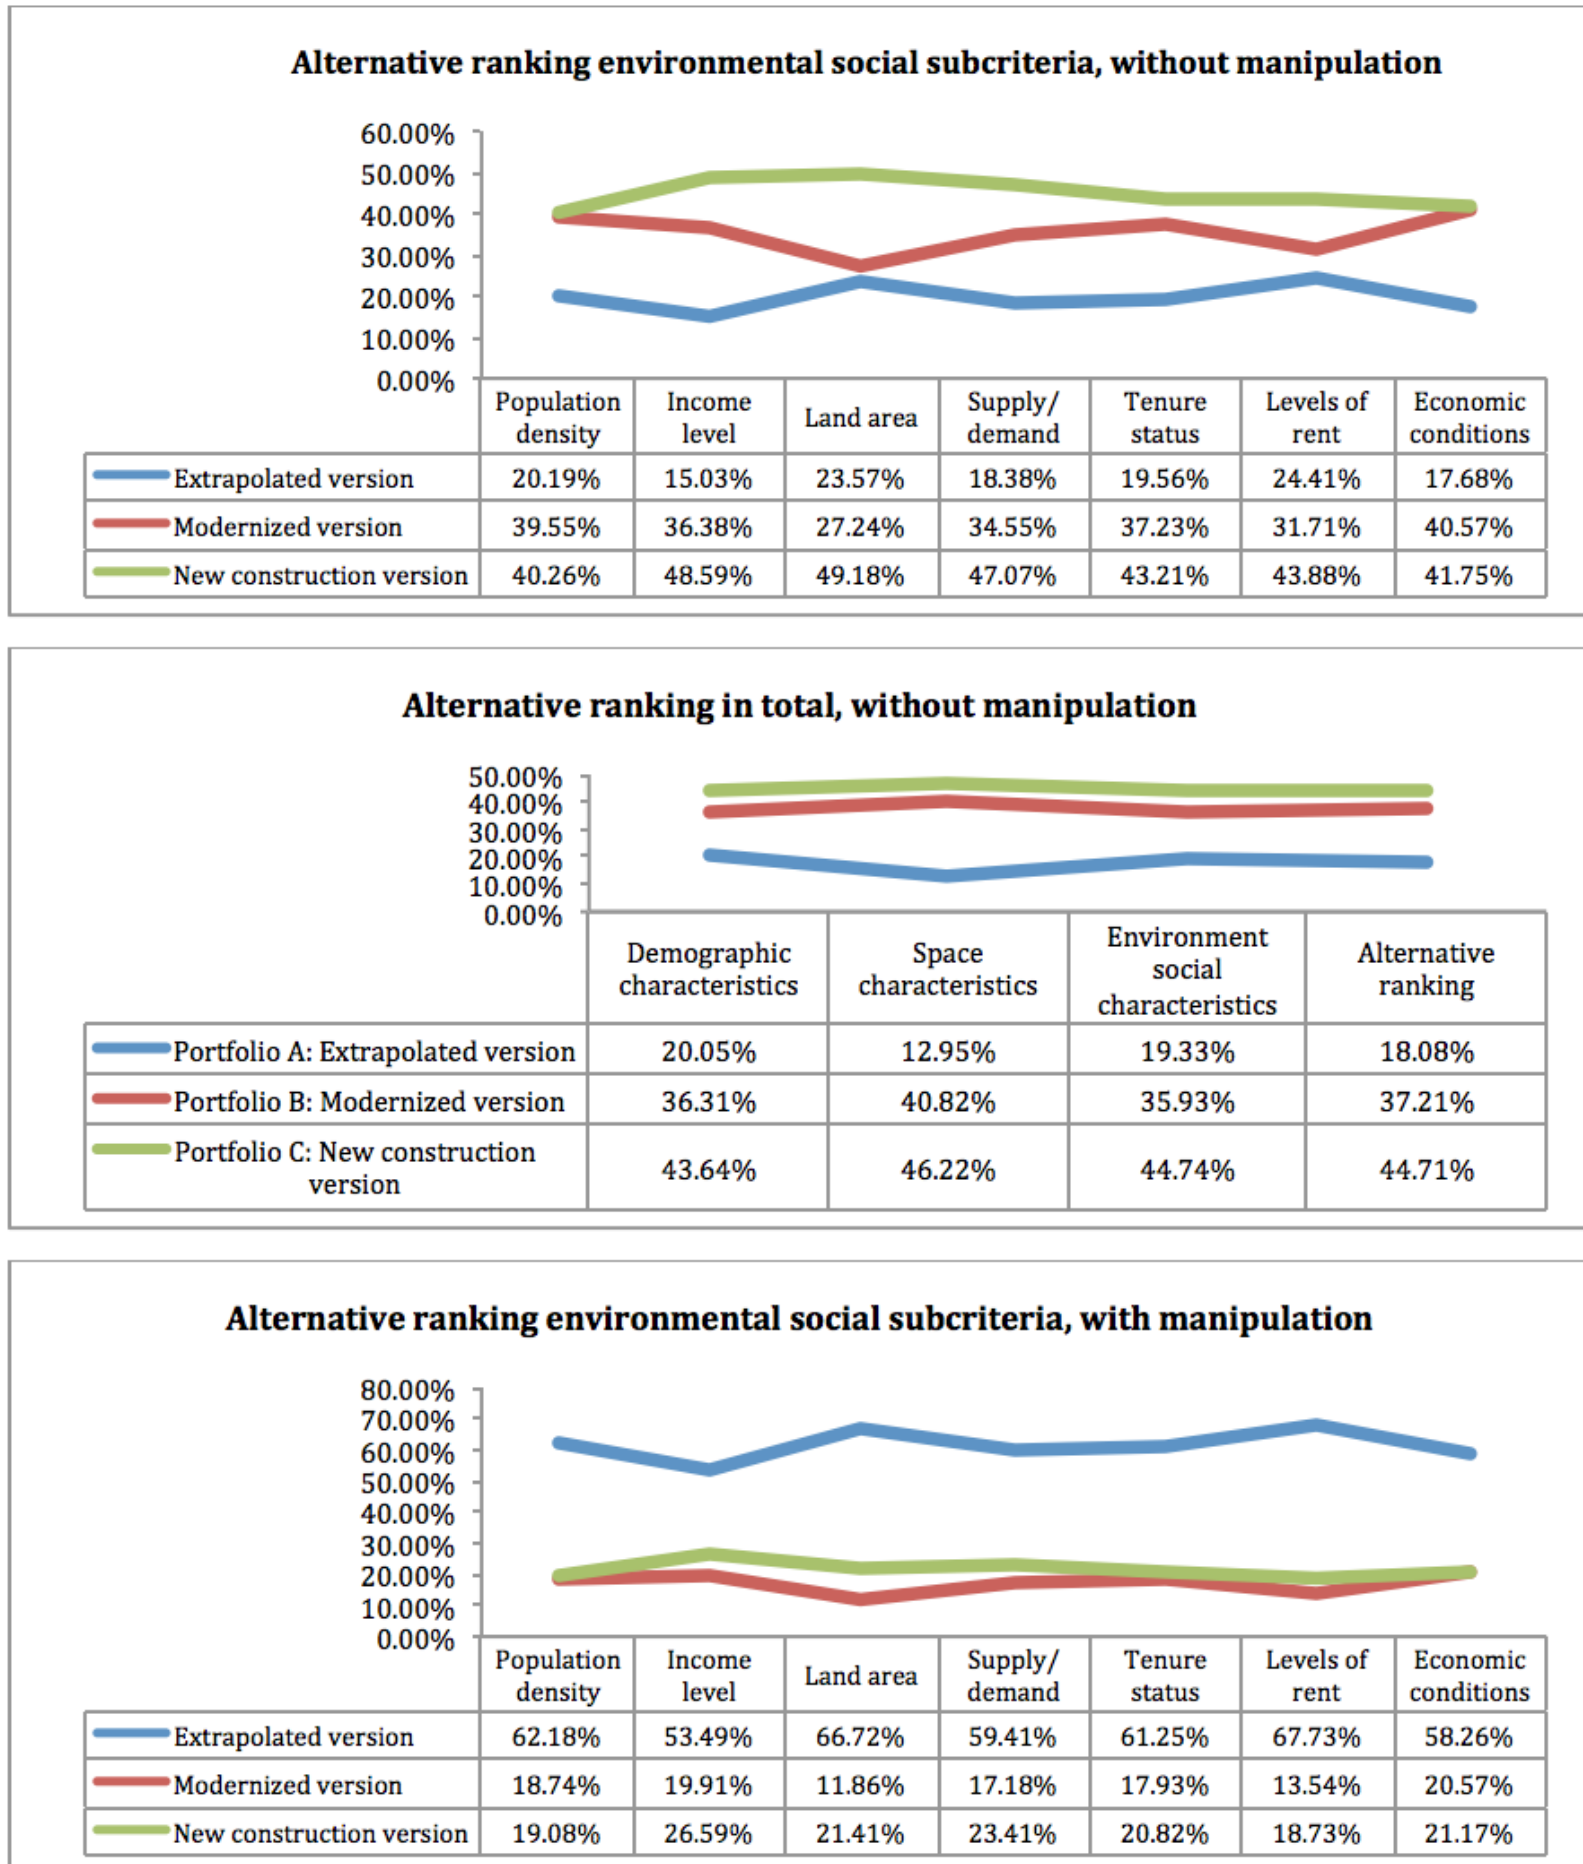 Alternative ranking environmental social subcriteria, without manipulation
60.00%
50.00%
40.00%
30.00%
20.00%
10.00%
0.00%
Population density Income level Land area Supply/ demand Tenure status Levels of rent Economic conditions
Extrapolated version 20.19% 15.03% 23.57% 18.38% 19.56% 24.41% 17.68%
Modernized version 39.55% 36.38% 27.24% 34.55% 37.23% 31.71% 40.57%
New construction version 40.26% 48.59% 49.18% 47.07% 43.21% 43.88% 41.75%
Alternative ranking in total, without manipulation
50.00%
40.00%
30.00%
20.00%
10.00%
0.00%
Demographic characteristics Space characteristics Environment social characteristics Alternative ranking
Portfolio A: Extrapolated version 20.05% 12.95% 19.33% 18.08%
Portfolio B: Modernized version 36.31% 40.82% 35.93% 37.21%
Portfolio C: New construction version 43.64% 46.22% 44.74% 44.71%
Alternative ranking environmental social subcriteria, with manipulation
80.00%
70.00%
60.00%
50.00%
40.00%
30.00%
20.00%
10.00%
0.00%
Population density Income level Land area Supply/ demand Tenure status Levels of rent Economic conditions
Extrapolated version 62.18% 53.49% 66.72% 59.41% 61.25% 67.73% 58.26%
Modernized version 18.74% 19.91% 11.86% 17.18% 17.93% 13.54% 20.57%
New construction version 19.08% 26.59% 21.41% 23.41% 20.82% 18.73% 21.17%